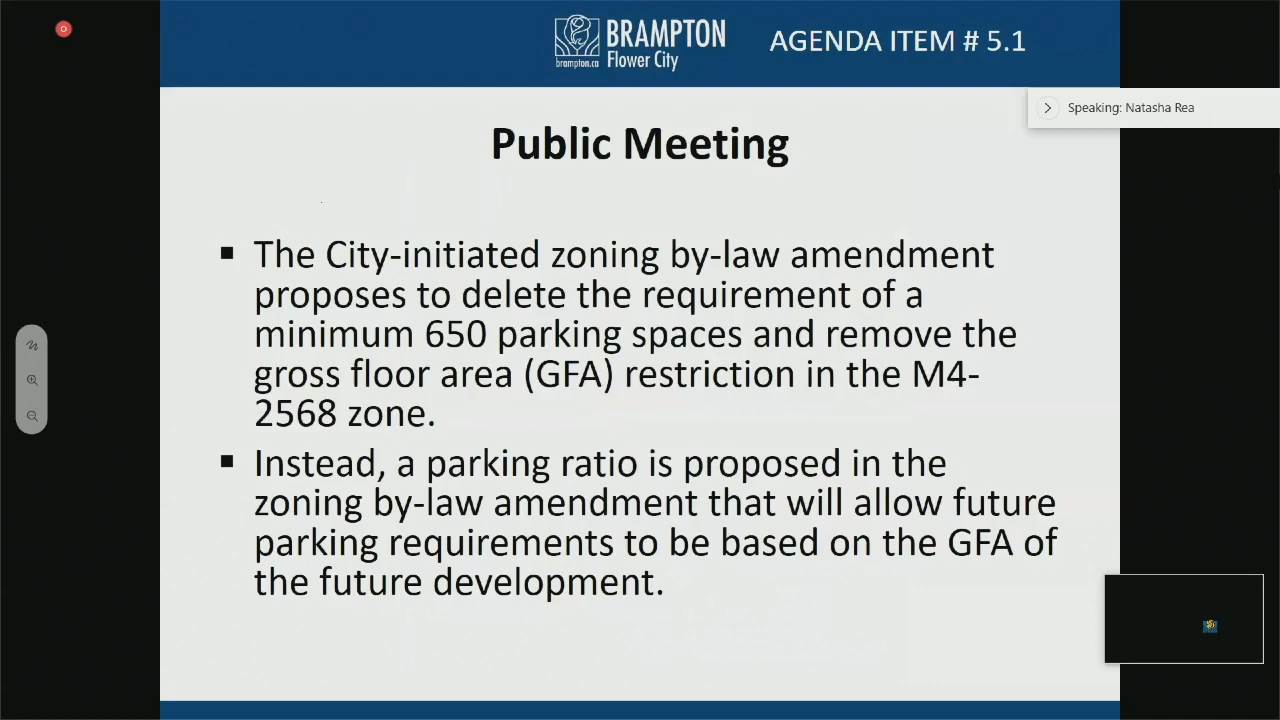 BRAMPTON
brampton.ca
Flower City
AGENDA ITEM # 5.1
Speaking: Natasha Rea
Public Meeting
▪ The City-initiated zoning by-law amendment
proposes to delete the requirement of a
minimum 650 parking spaces and remove the
gross floor area (GFA) restriction in the M4-
2568 zone.
▪ Instead, a parking ratio is proposed in the
zoning by-law amendment that will allow future
parking requirements to be based on the GFA of
the future development.